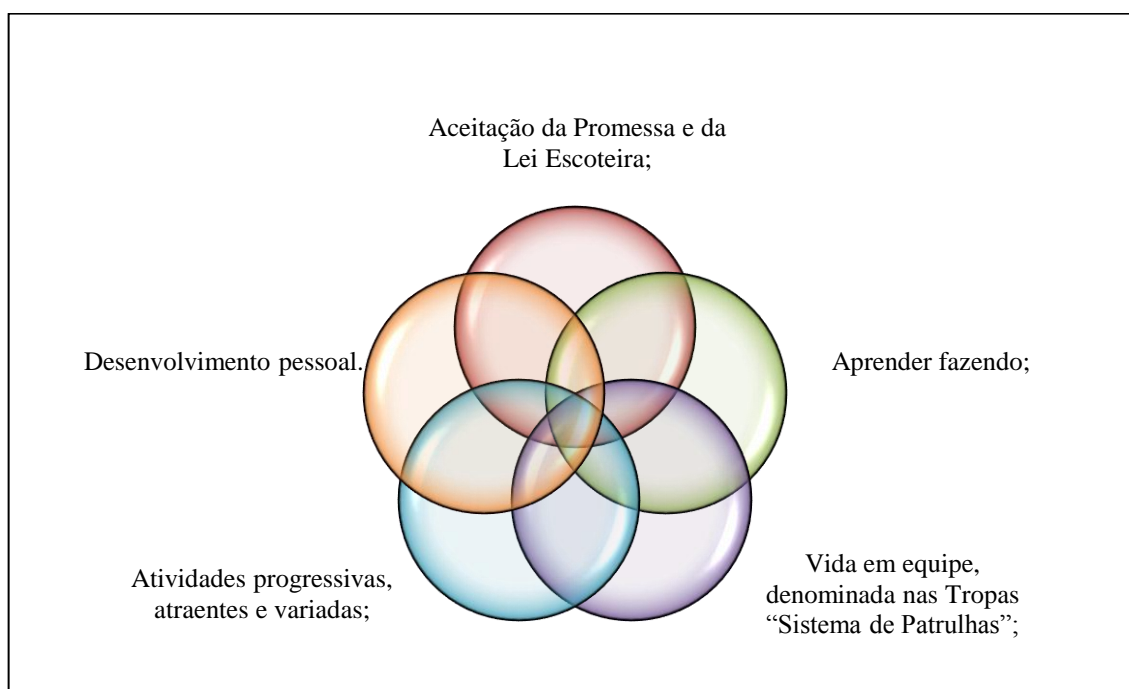 Aceitação da Promessa e da
Lei Escoteira;
Desenvolvimento pessoal.
Aprender fazendo;
Atividades progressivas,
atraentes e variadas;
Vida em equipe,
denominada nas Tropas
“Sistema de Patrulhas”;